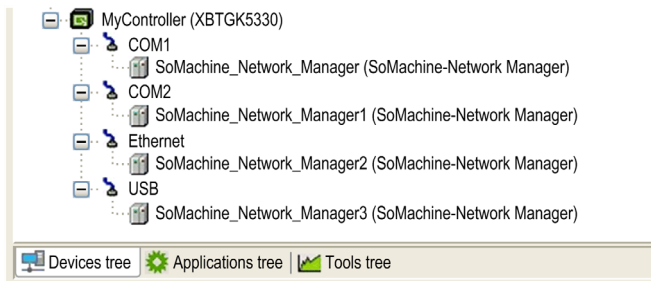 MyController (XBTGK5330)
COM1
SoMachine_Network_Manager (SoMachine-Network Manager)
COM2
SoMachine_Network_Manager1 (SoMachine-Network Manager)
Ethernet
SoMachine_Network_Manager2 (SoMachine-Network Manager)
USB
SoMachine_Network_Manager3 (SoMachine-Network Manager)
Devices tree Applications tree Tools tree